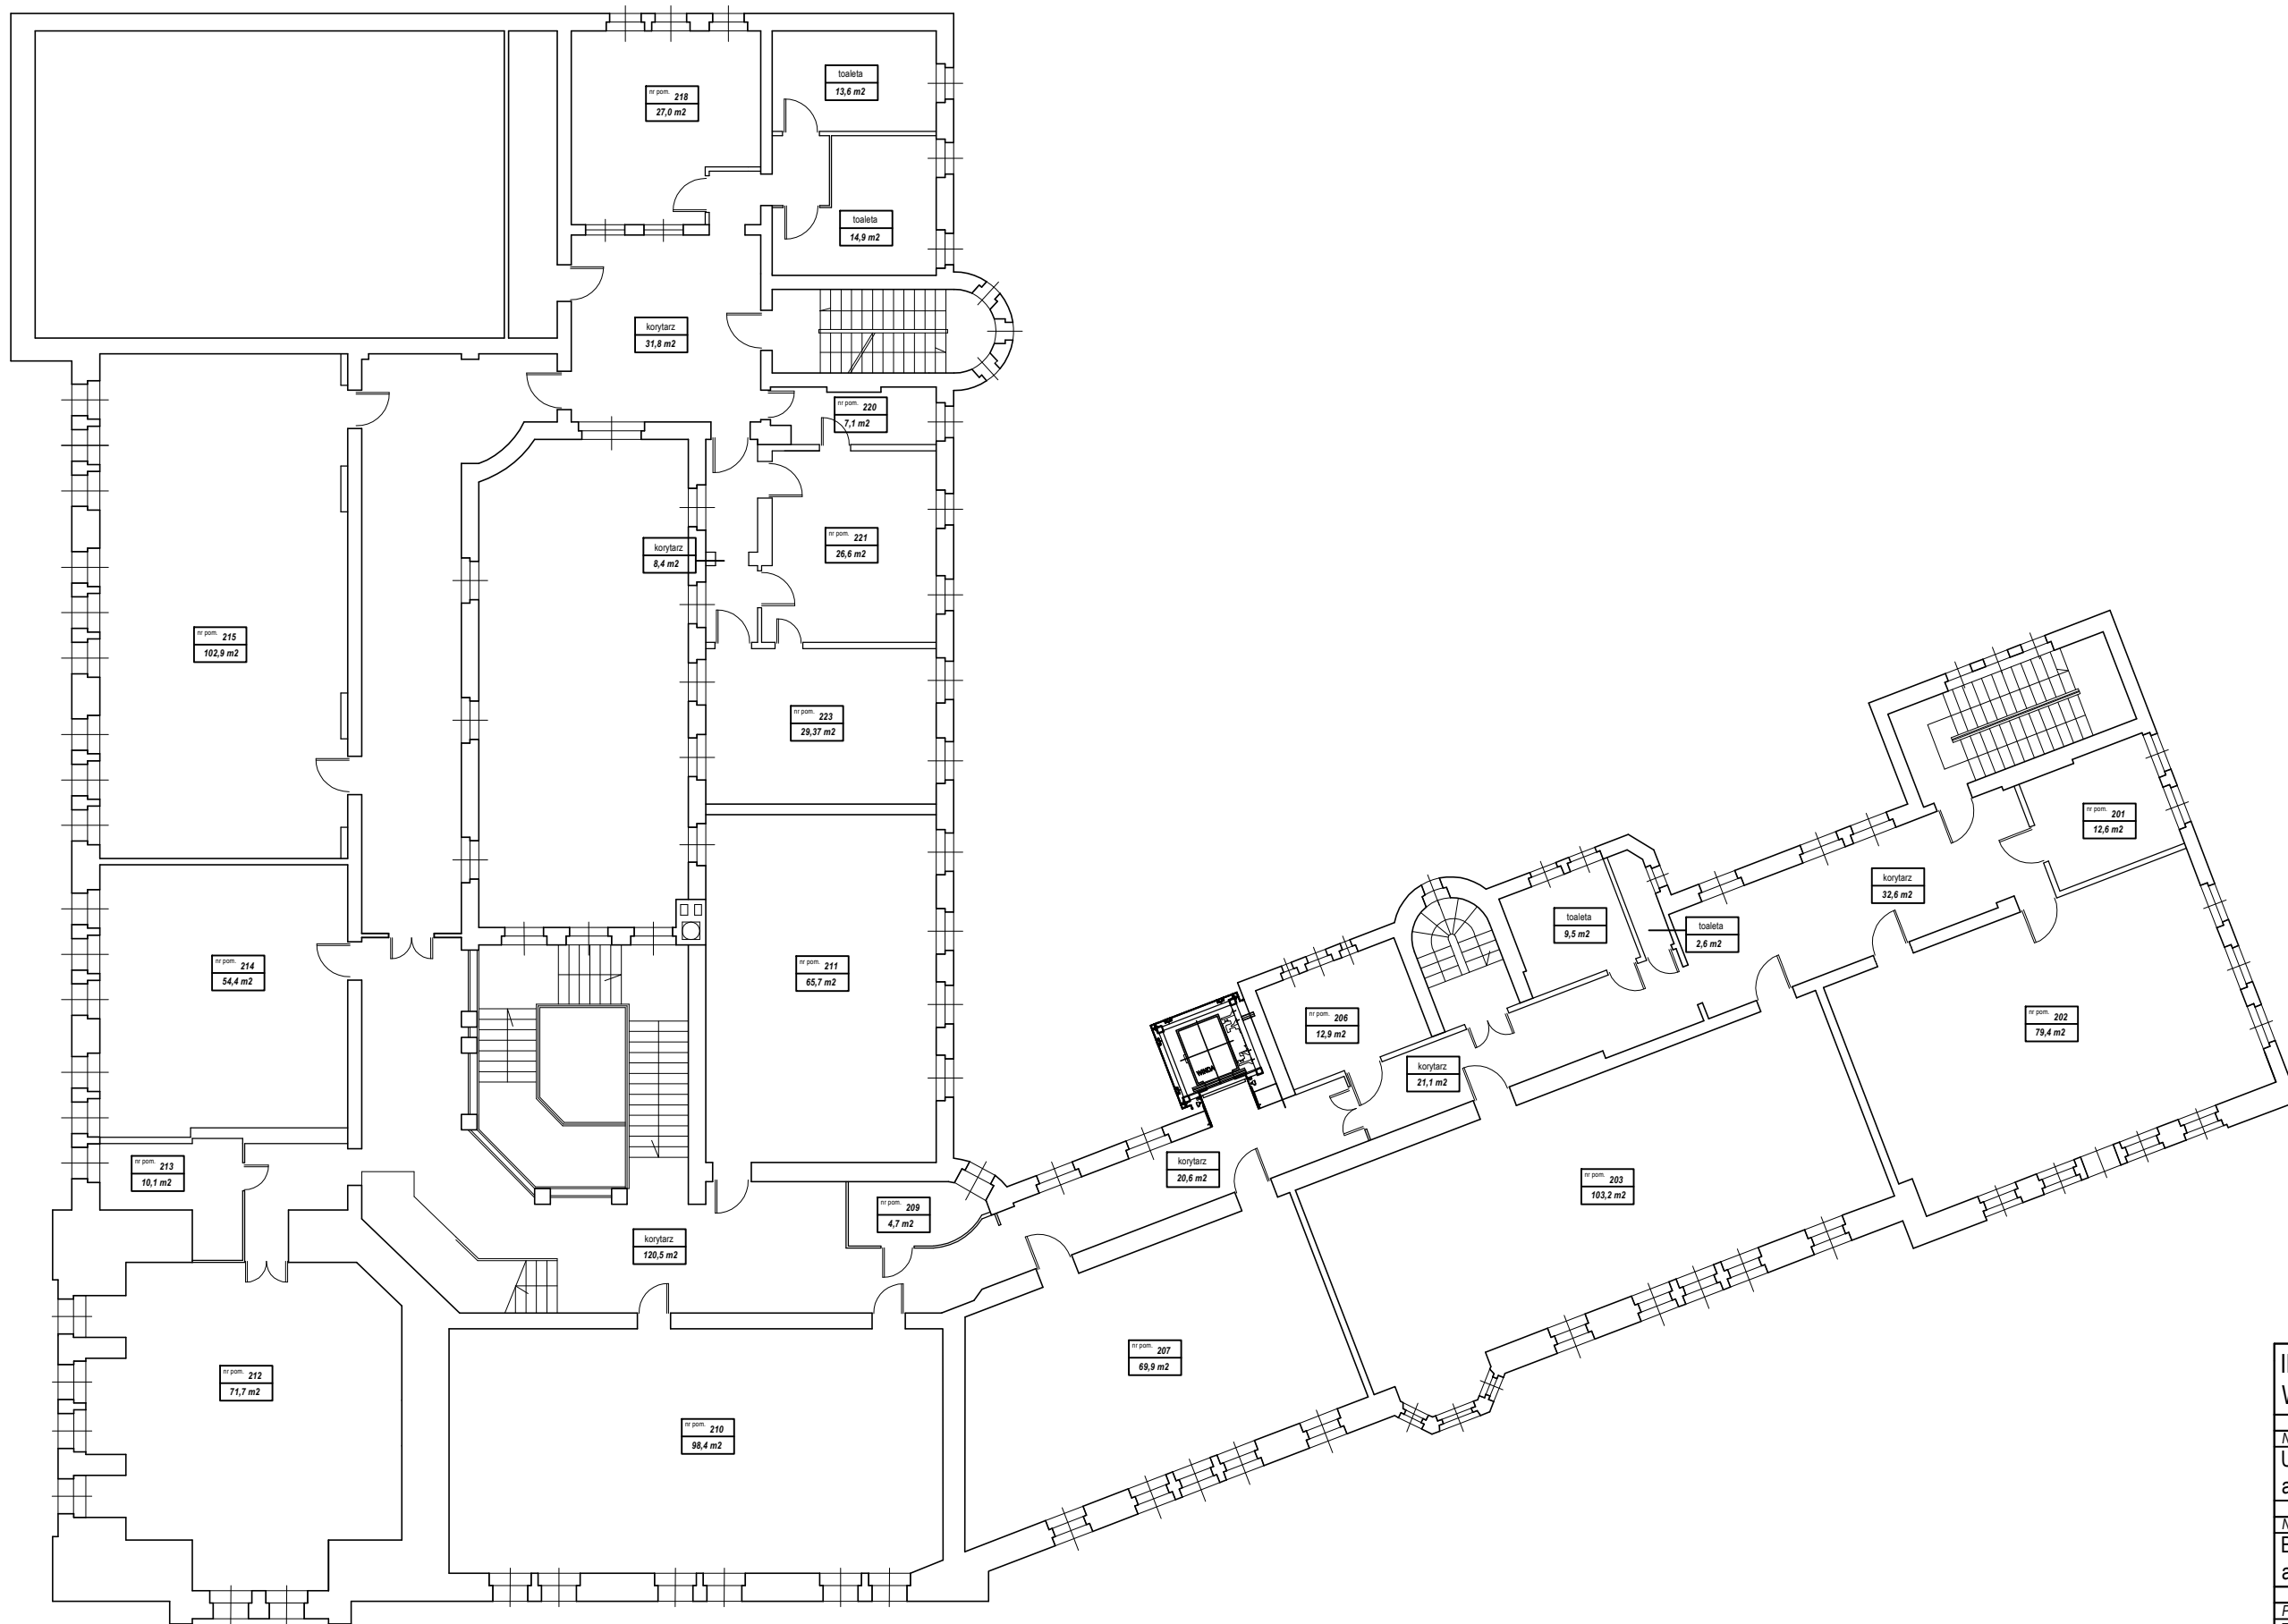 toaleta
13,6 m2
nr pom. 218
27,0 m2
toaleta
14,9 m2
korytarz
31,8 m2
nr pom. 220
7,1 m2
nr pom. 221
26,6 m2
korytarz
8,4 m2
nr pom. 215
102,9 m2
nr pom. 223
29,37 m2
nr pom. 201
12,6 m2
korytarz
32,6 m2
toaleta
9,5 m2
toaleta
2,6 m2
nr pom. 214
54,4 m2
nr pom. 211
65,7 m2
nr pom. 206
12,9 m2
nr pom. 202
79,4 m2
WINDA
korytarz
21,1 m2
nr pom. 213
10,1 m2
korytarz
20,6 m2
nr pom. 203
103,2 m2
nr pom. 209
4,7 m2
korytarz
120,5 m2
nr pom. 207
69,9 m2
nr pom. 212
71,7 m2
nr pom. 210
98,4 m2